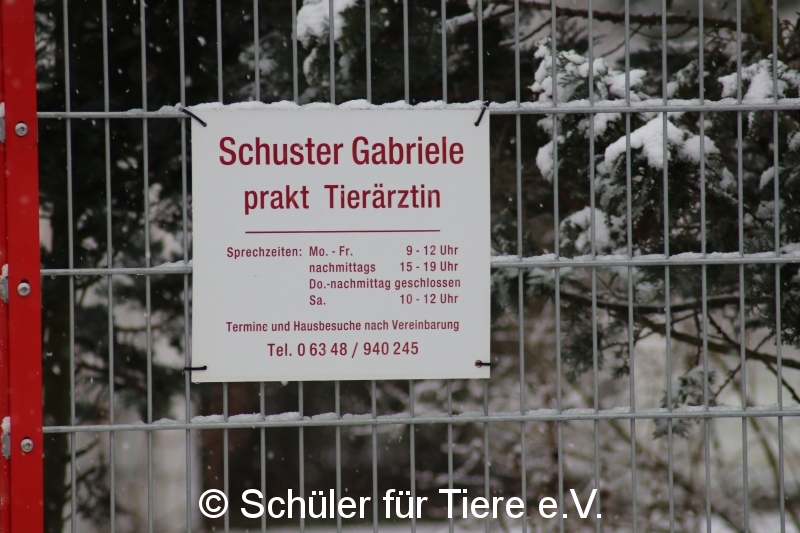 Schuster Gabriele
prakt Tierärztin
Sprechzeiten: Mo. - Fr. 9 - 12 Uhr
nachmittags 15 - 19 Uhr
Do.-nachmittag geschlossen
Sa. 10 - 12 Uhr
Termine und Hausbesuche nach Vereinbarung
Tel. 0 63 48 / 940 245
© Schüler für Tiere e.V.